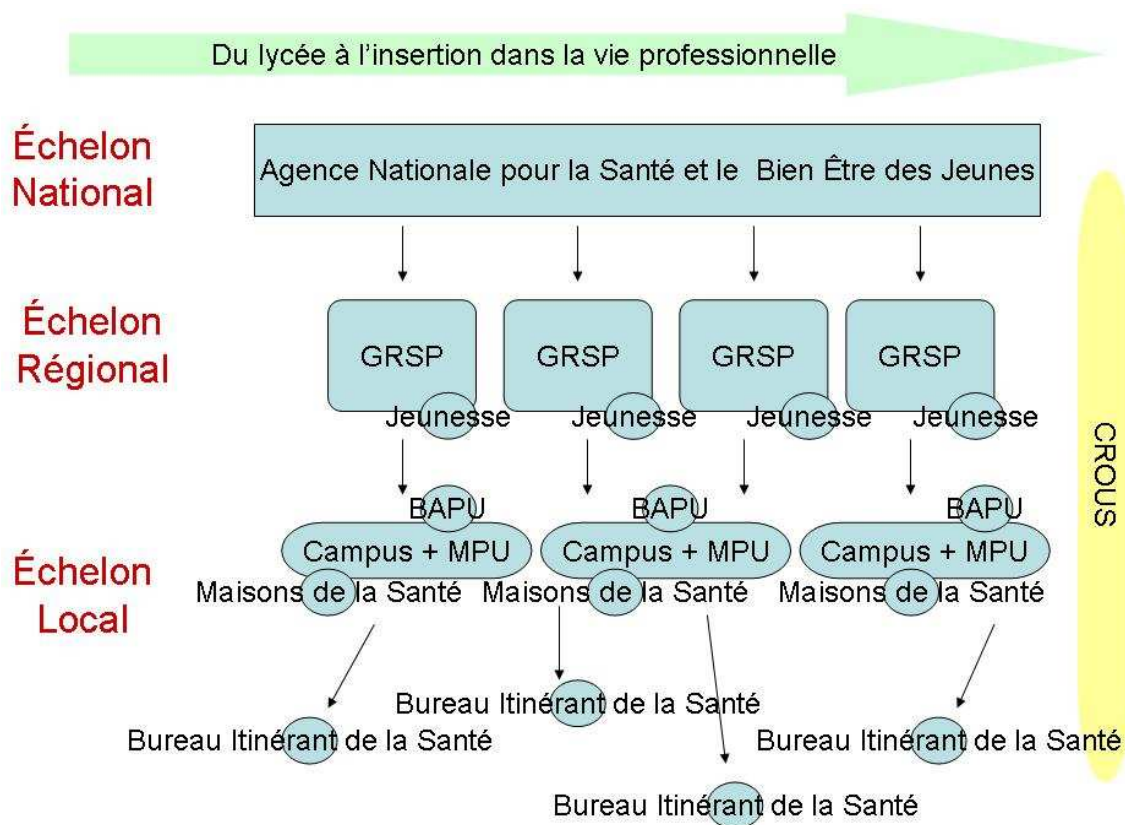 Du lycée à l'insertion dans la vie professionnelle
Échelon
National
Agence Nationale pour la Santé et le Bien Être des Jeunes
Échelon
Régional
GRSP GRSP GRSP GRSP
Jeunesse Jeunesse Jeunesse Jeunesse
CROUS
BAPU BAPU BAPU
Campus + MPU Campus + MPU Campus + MPU
Échelon
Local
Maisons de la Santé Maisons de la Santé Maisons de la Santé
Bureau Itinérant de la Santé
Bureau Itinérant de la Santé Bureau Itinérant de la Santé
Bureau Itinérant de la Santé